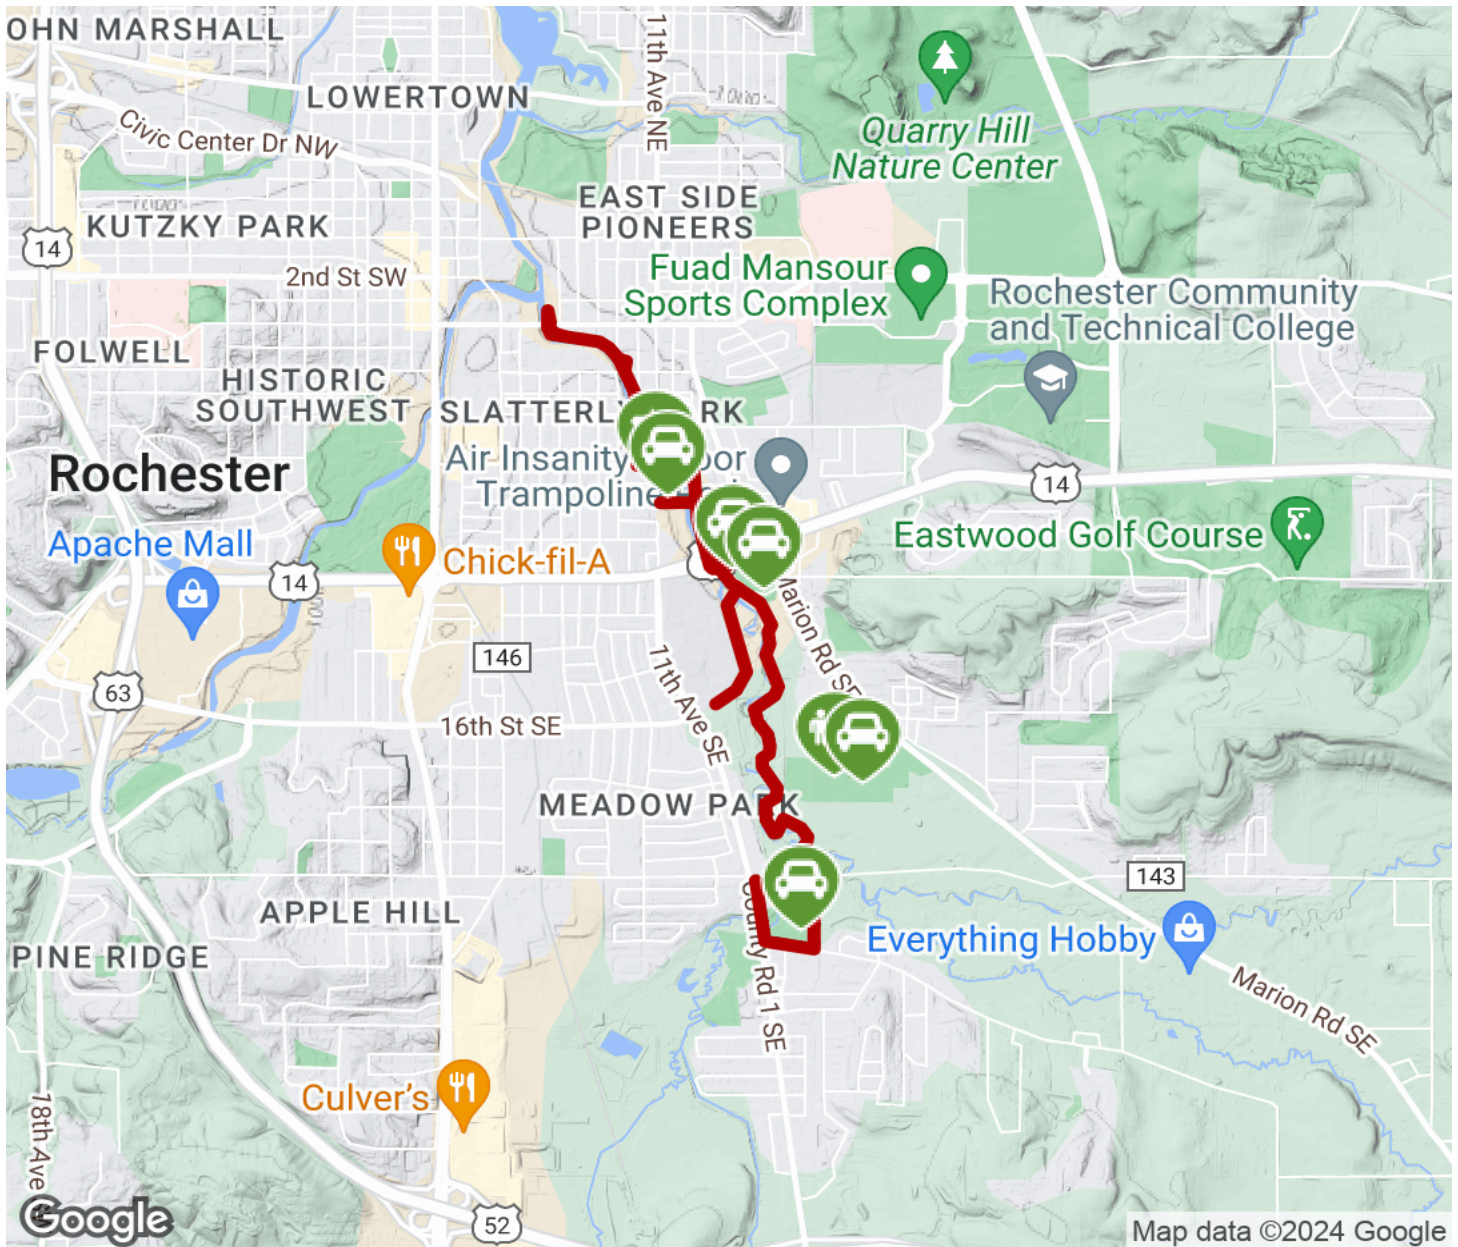 OHN MARSHALL
LOWERTOWN
11th Ave NE
Civic Center Dr NW
Quarry Hill
Nature Center
EAST SIDE
PIONEERS
KUTZKY PARK
14
2nd St SW
Fuad Mansour
Sports Complex
Rochester Community
and Technical College
FOLWELL
HISTORIC
SOUTHWEST
SLATTERLY
RK
Air Insanity
oor
Trampoline
Rochester
14
Eastwood Golf Course
Apache Mall
Chick-fil-A
14
Marion Rd SE
146
11th Ave SE
63
16th St SE
MEADOW PARK
143
APPLE HILL
County Rd 1 SE
PINE RIDGE
Everything Hobby
Marion Rd SE
Culver's
18th Ave
52
Google
Map data ©2024 Google